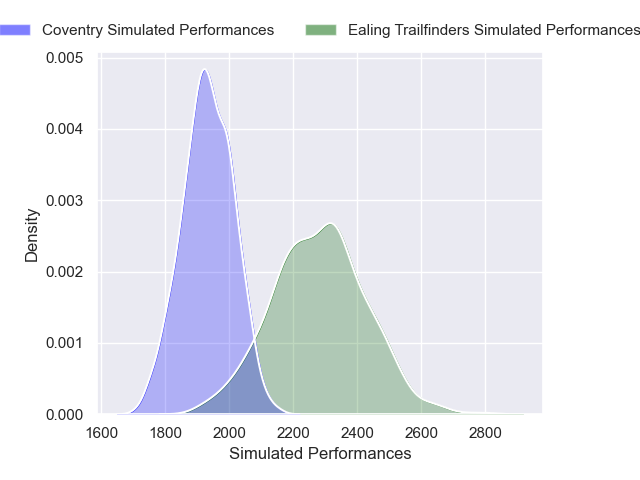 Coventry Simulated Performances Ealing Trailfinders Simulated Performances
0.005
0.004
0.003
0.002
0.001
0.000
Density
1600 1800 2000 2200 2400 2600 2800
Simulated Performances